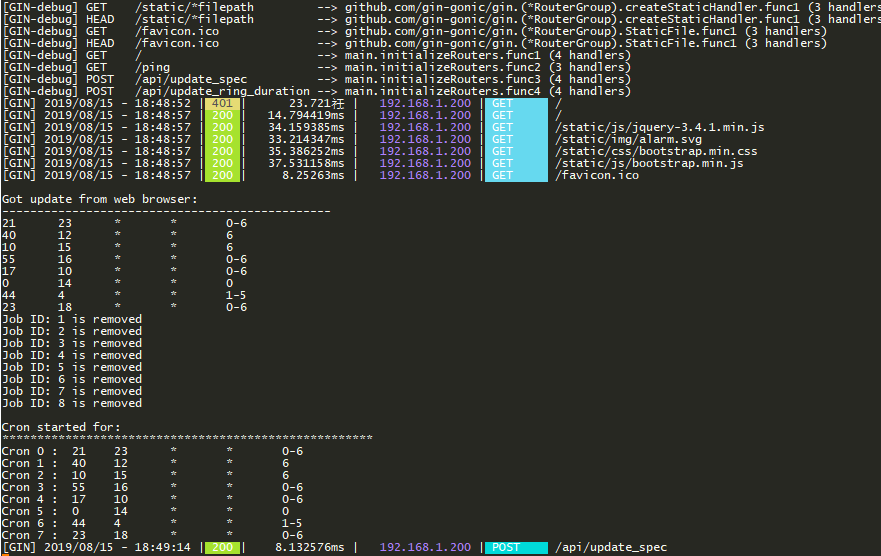 [GIN-debug] GET    /static/*filepath         --> github.com/gin-gonic/gin.(*RouterGroup).createStaticHandler.func1 (3 handlers)
[GIN-debug] HEAD   /static/*filepath         --> github.com/gin-gonic/gin.(*RouterGroup).createStaticHandler.func1 (3 handlers)
[GIN-debug] GET    /favicon.ico              --> github.com/gin-gonic/gin.(*RouterGroup).StaticFile.func1 (3 handlers)
[GIN-debug] HEAD   /favicon.ico              --> github.com/gin-gonic/gin.(*RouterGroup).StaticFile.func1 (3 handlers)
[GIN-debug] GET    /                         --> main.initializeRouters.func1 (4 handlers)
[GIN-debug] GET    /ping                     --> main.initializeRouters.func2 (3 handlers)
[GIN-debug] POST   /api/update_spec          --> main.initializeRouters.func3 (4 handlers)
[GIN-debug] POST   /api/update_ring_duration --> main.initializeRouters.func4 (4 handlers)
[GIN] 2019/08/15 - 18:48:52 | 401 | 23.721 | 192.168.1.200 | GET /
[GIN] 2019/08/15 - 18:48:57 | 200 | 14.794419ms | 192.168.1.200 | GET /
[GIN] 2019/08/15 - 18:48:57 | 200 | 34.159385ms | 192.168.1.200 | GET /static/js/jquery-3.4.1.min.js
[GIN] 2019/08/15 - 18:48:57 | 200 | 33.214347ms | 192.168.1.200 | GET /static/img/alarm.svg
[GIN] 2019/08/15 - 18:48:57 | 200 | 35.386252ms | 192.168.1.200 | GET /static/css/bootstrap.min.css
[GIN] 2019/08/15 - 18:48:57 | 200 | 37.531158ms | 192.168.1.200 | GET /static/js/bootstrap.min.js
[GIN] 2019/08/15 - 18:48:57 | 200 | 8.25263ms | 192.168.1.200 | GET /favicon.ico
Got update from web browser:
-----------------------------------------------
21 23 * * 0-6
40 12 * * 6
10 15 * * 6
55 16 * * 0-6
17 10 * * 0-6
0 14 * * 0
44 4 * * 1-5
23 18 * * 0-6
Job ID: 1 is removed
Job ID: 2 is removed
Job ID: 3 is removed
Job ID: 4 is removed
Job ID: 5 is removed
Job ID: 6 is removed
Job ID: 7 is removed
Job ID: 8 is removed
Cron started for:
*****************************************************
Cron 0 : 21 23 * * 0-6
Cron 1 : 40 12 * * 6
Cron 2 : 10 15 * * 6
Cron 3 : 55 16 * * 0-6
Cron 4 : 17 10 * * 0-6
Cron 5 : 0 14 * * 0
Cron 6 : 44 4 * * 1-5
Cron 7 : 23 18 * * 0-6
[GIN] 2019/08/15 - 18:49:14 | 200 | 8.132576ms | 192.168.1.200 | POST /api/update_spec